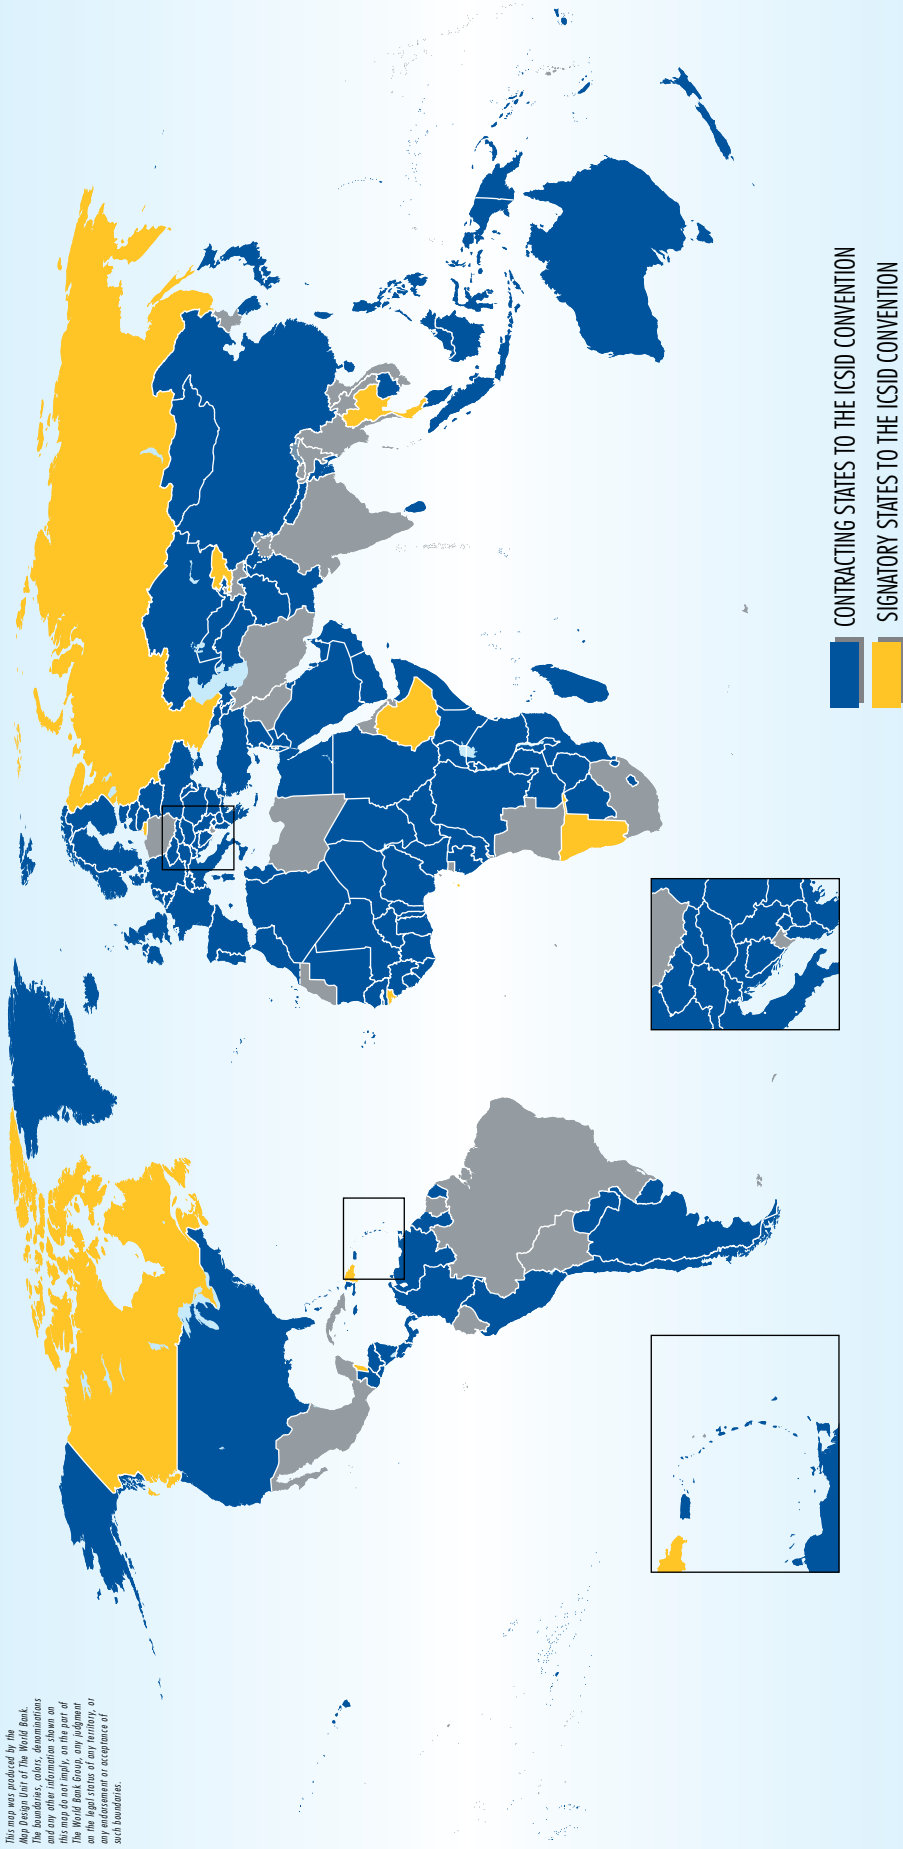 This map was produced by the
Map Design Unit of The World Bank.
The boundaries, colors, denominations
and any other information shown on
this map do not imply, on the part of
The World Bank Group, any judgment
on the legal status of any territory, or
any endorsement or acceptance of
such boundaries.
CONTRACTING STATES TO THE ICSID CONVENTION
SIGNATORY STATES TO THE ICSID CONVENTION